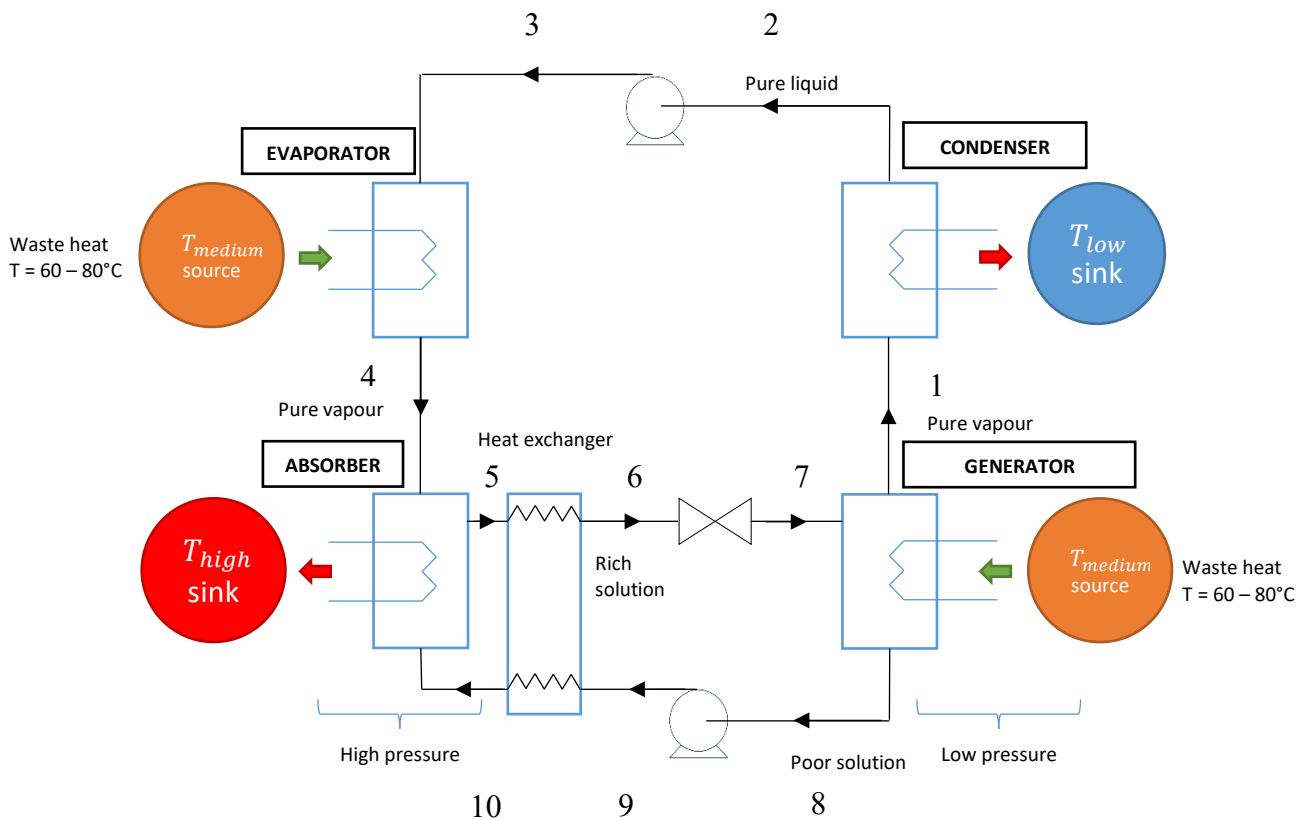 3
2
Pure liquid
EVAPORATOR
CONDENSER
Waste heat
T = 60 – 80°C
T_medium
source
T_low
sink
4
Pure vapour
1
Pure vapour
Heat exchanger
ABSORBER
GENERATOR
5
6
7
T_high
sink
Rich
solution
T_medium
source
Waste heat
T = 60 – 80°C
High pressure
Poor solution
Low pressure
10
9
8